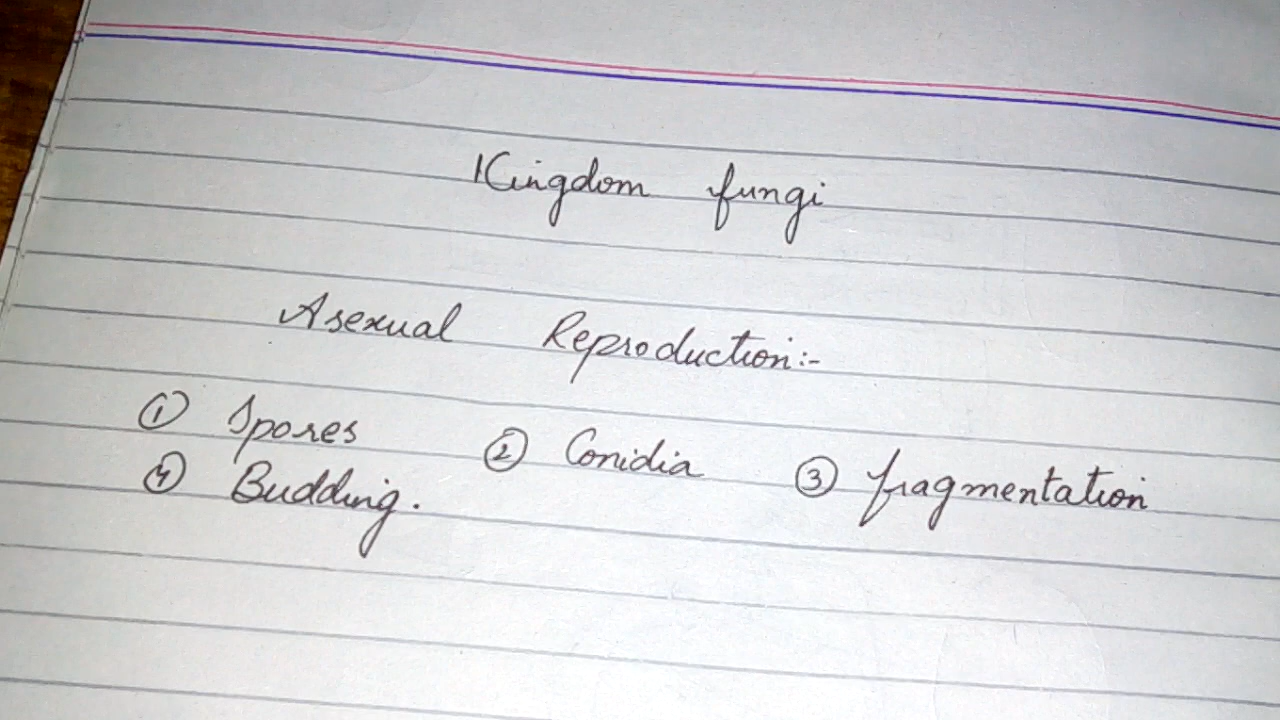 Kingdom fungi
Asexual Reproduction:-
① Spores ② Conidia ③ fragmentation
④ Budding.